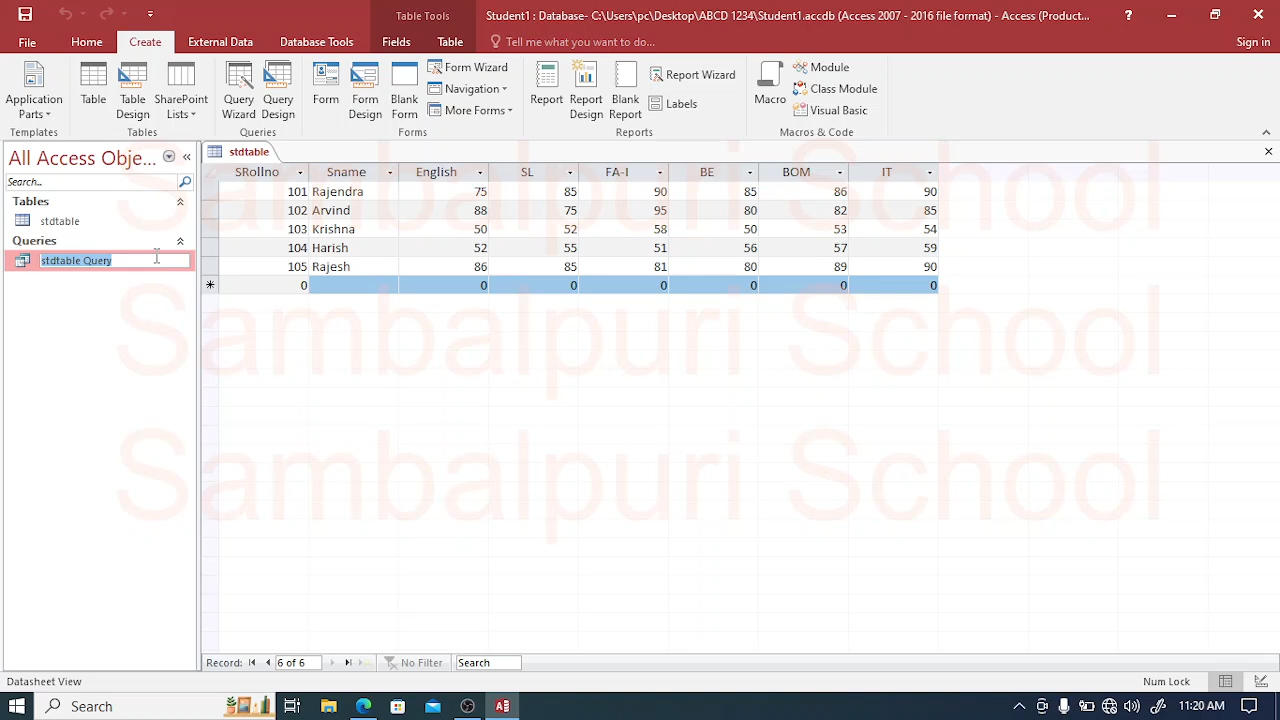 Table Tools
Student1 : Database- C:\Users\pc\Desktop\ABCD 1234\Student1.accdb (Access 2007 - 2016 file format) - Access (Product...
File Home Create External Data Database Tools Fields Table Tell me what you want to do... Sign in
Application Parts Table Table Design SharePoint Lists Query Wizard Query Design Form Form Design Blank Form Form Wizard Navigation More Forms Report Report Design Blank Report Report Wizard Labels Macro Module Class Module Visual Basic
Templates Tables Queries Forms Reports Macros & Code
All Access Obje...
Search...
Tables
stdtable
Queries
stdtable Query
stdtable
SRollno Sname English SL FA-I BE BOM IT
101 Rajendra 75 85 90 85 86 90
102 Arvind 88 75 95 80 82 85
103 Krishna 50 52 58 50 53 54
104 Harish 52 55 51 56 57 59
105 Rajesh 86 85 81 80 89 90
* 0 0 0 0 0 0 0
Sambalpuri School
Sambalpuri School
Sambalpuri School
Record: 6 of 6 No Filter Search
Datasheet View Num Lock
Search 11:20 AM